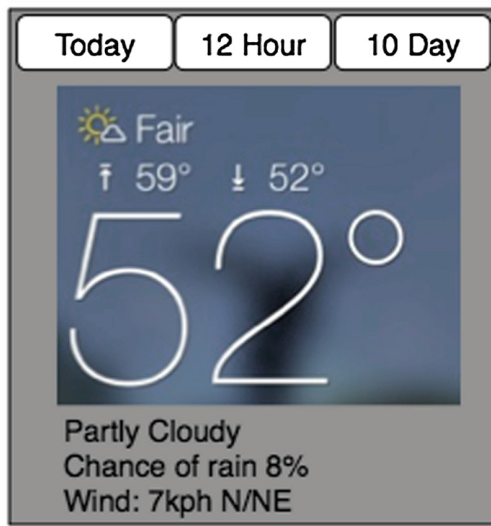 Today 12 Hour 10 Day
Fair
59° 52°
52°
Partly Cloudy
Chance of rain 8%
Wind: 7kph N/NE